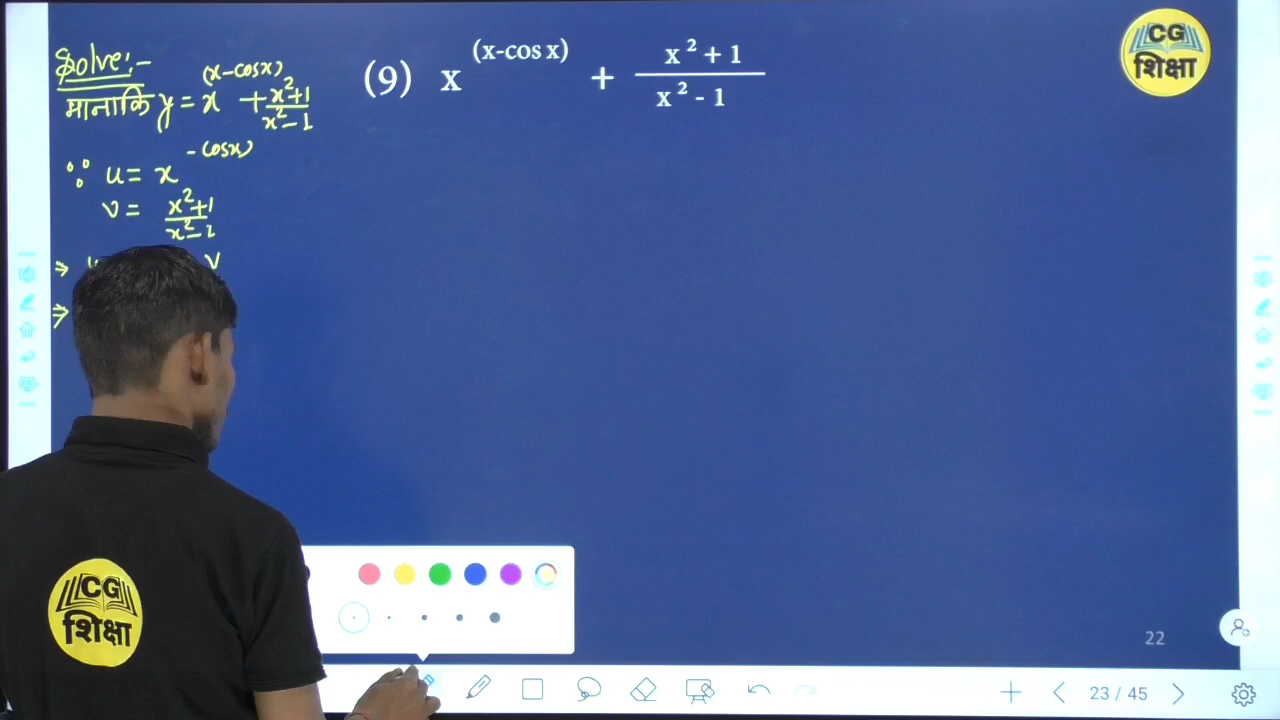 Solve:-
मानाकि y = x^(x-cosx) + (x²+1)/(x²-1)
∵ u = x^-cosx)
v = (x²+1)/(x²-1)
⇒ v
⇒
(9) x^(x-cos x) + (x² + 1)/(x² - 1)
CG
शिक्षा
CG
शिक्षा
22
23 / 45